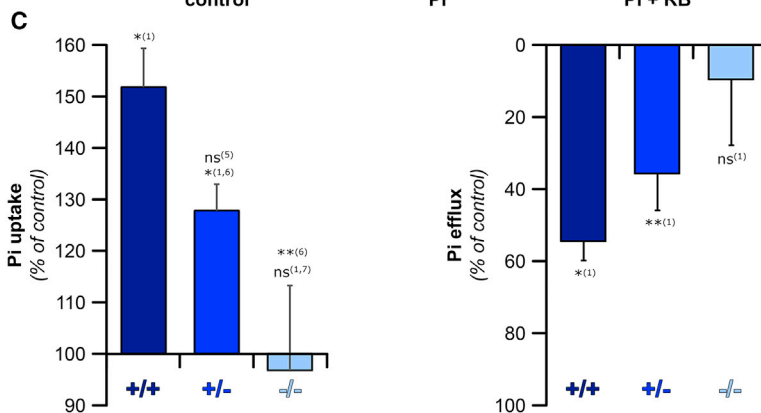 control Pi Pi + RB
C
Pi uptake
(% of control)
160
150
140
130
120
110
100
90
*(1)
ns(5)
*(1,6)
**(6)
ns(1,7)
+/+ +/- -/-
Pi efflux
(% of control)
0
20
40
60
80
100
*(1)
**(1)
ns(1)
+/+ +/- -/-